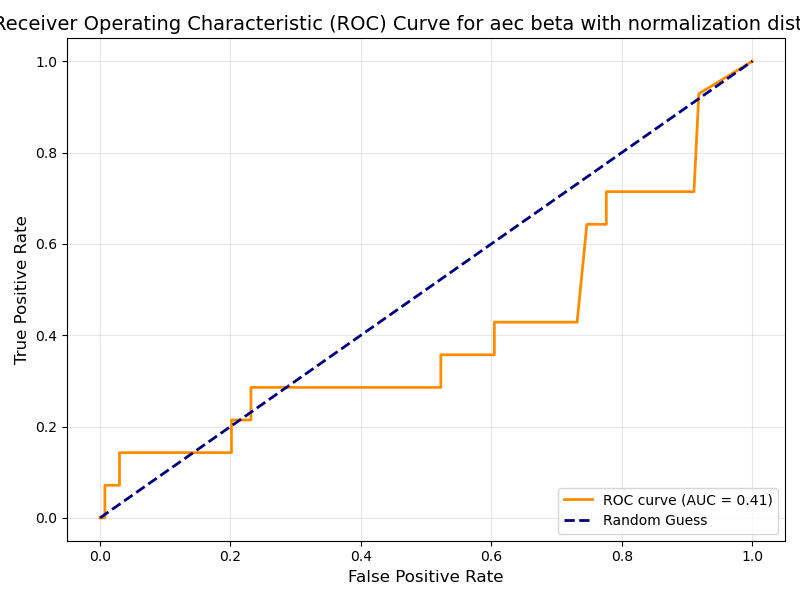 Receiver Operating Characteristic (ROC) Curve for aec beta with normalization dist
1.0
0.8
0.6
0.4
0.2
0.0
True Positive Rate
0.0 0.2 0.4 0.6 0.8 1.0
False Positive Rate
ROC curve (AUC = 0.41)
Random Guess